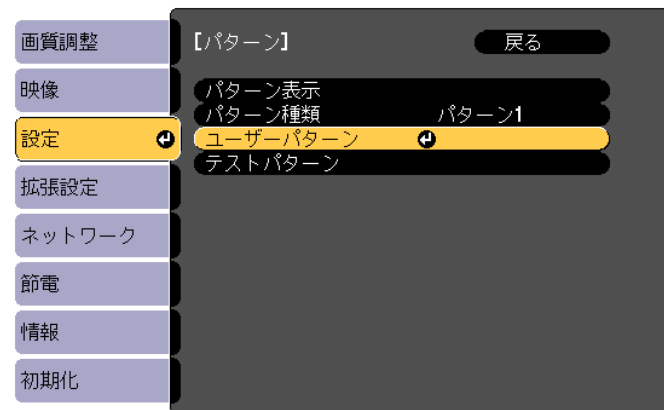 画質調整
映像
設定
拡張設定
ネットワーク
節電
情報
初期化
【パターン】 戻る
パターン表示
パターン種類 パターン1
ユーザーパターン
テストパターン